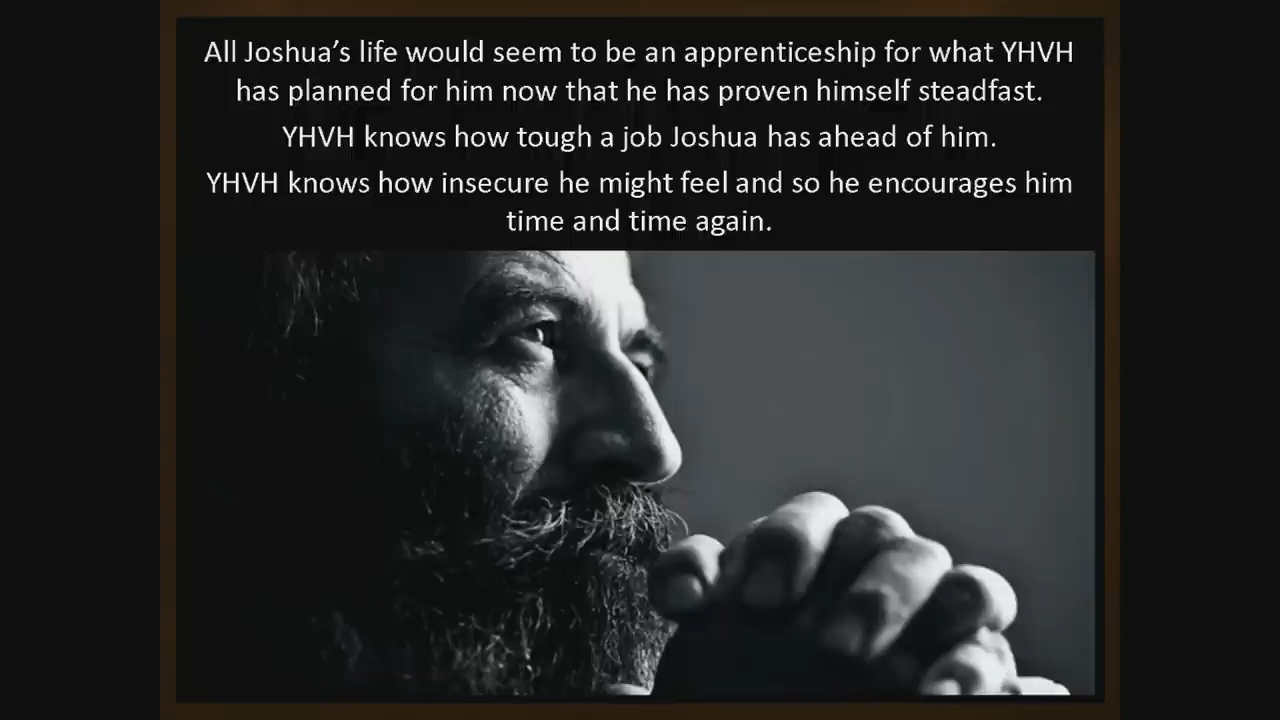 All Joshua’s life would seem to be an apprenticeship for what YHVH
has planned for him now that he has proven himself steadfast.
YHVH knows how tough a job Joshua has ahead of him.
YHVH knows how insecure he might feel and so he encourages him
time and time again.